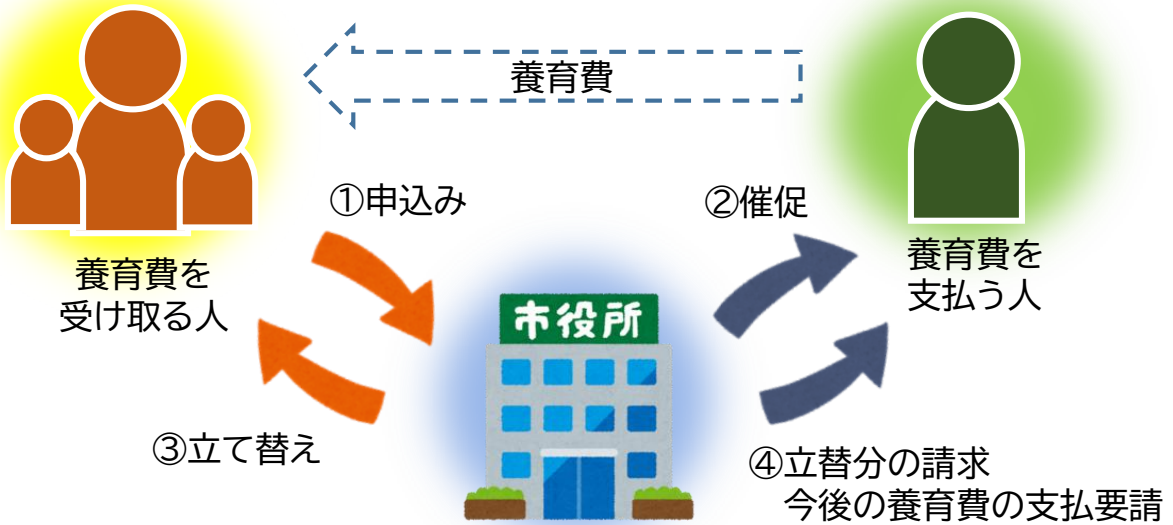 養育費
①申込み
②催促
養育費を
受け取る人
養育費を
支払う人
市役所
③立て替え
④立替分の請求
今後の養育費の支払要請